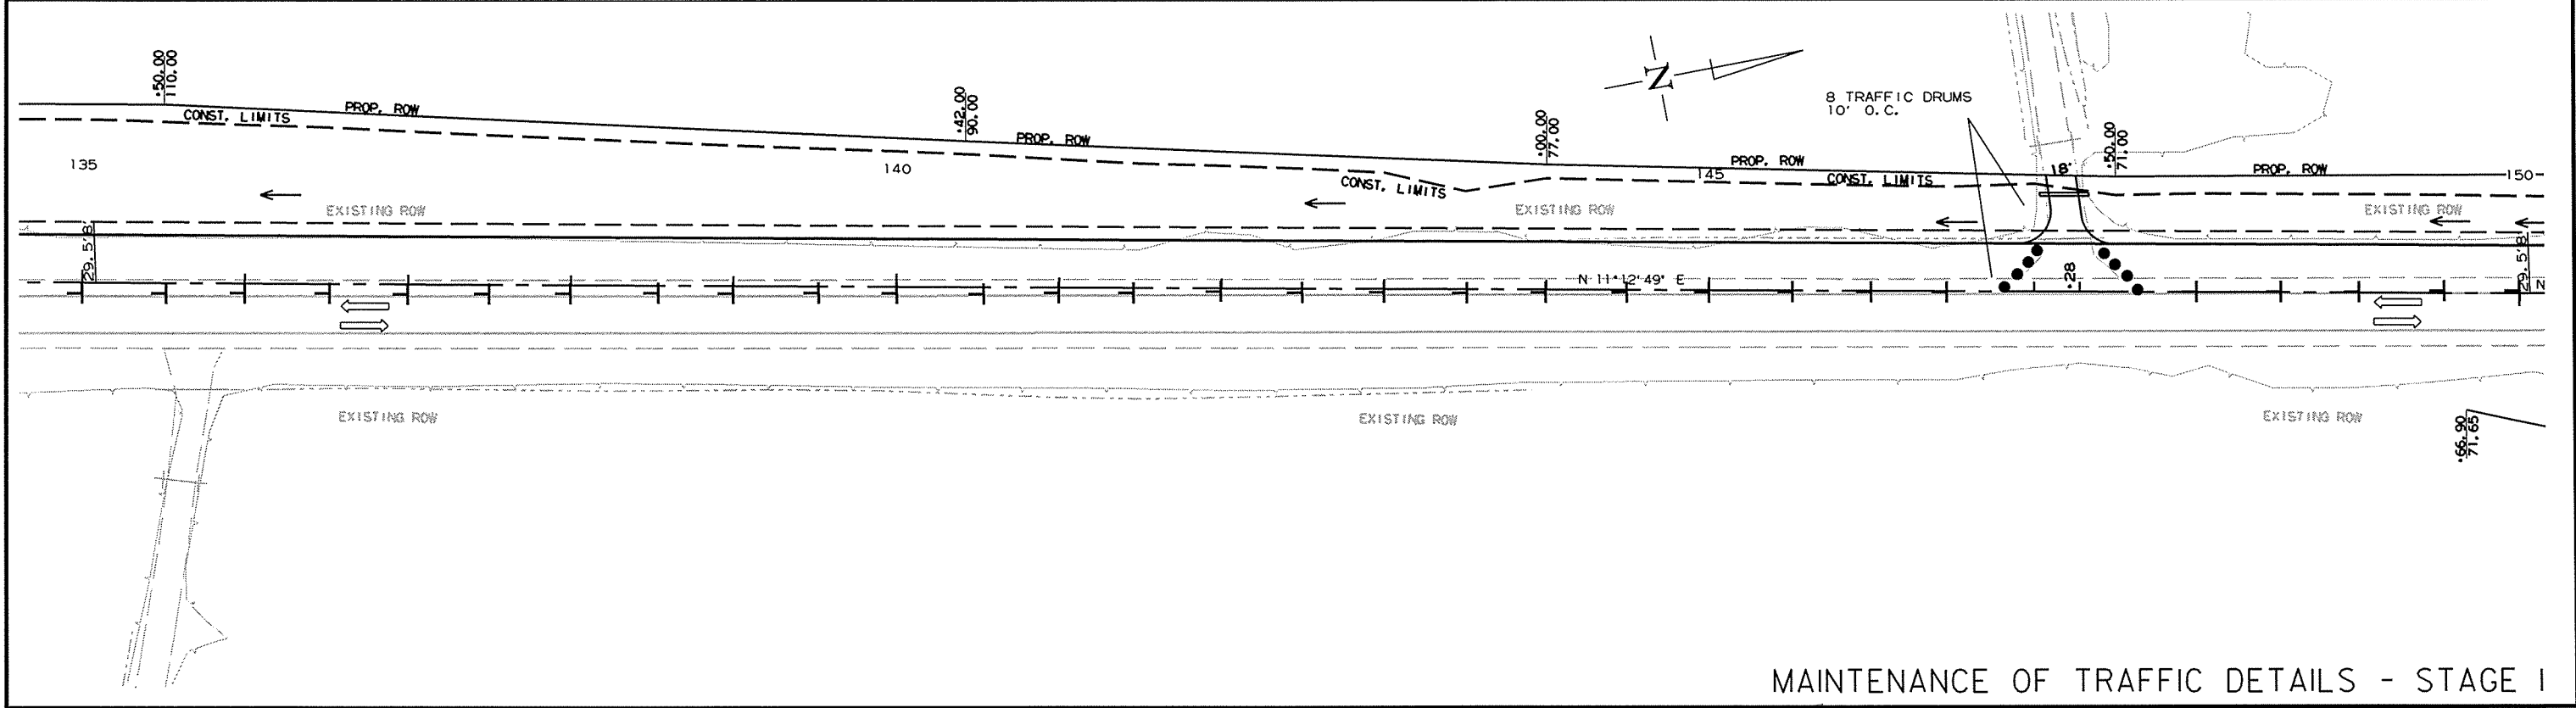 +50.00
110.00
PROP. ROW
CONST. LIMITS
+42.00
90.00
PROP. ROW
+00.00
77.00
N
8 TRAFFIC DRUMS
10' O.C.
+50.00
71.00
PROP. ROW
18'
PROP. ROW
135
140
145
150
CONST. LIMITS
CONST. LIMITS
EXISTING ROW
EXISTING ROW
EXISTING ROW
29.5'
29.5'
N 11°12'49" E
+28
N
EXISTING ROW
EXISTING ROW
EXISTING ROW
+66.90
71.65
MAINTENANCE OF TRAFFIC DETAILS - STAGE 1